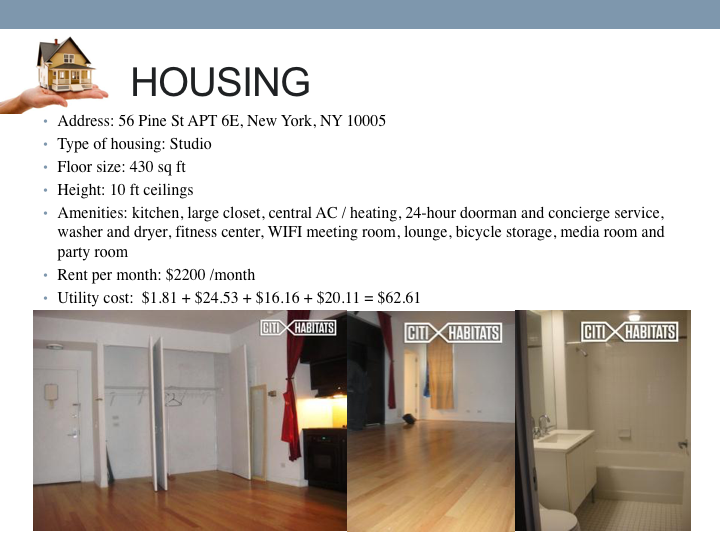 HOUSING
• Address: 56 Pine St APT 6E, New York, NY 10005
• Type of housing: Studio
• Floor size: 430 sq ft
• Height: 10 ft ceilings
• Amenities: kitchen, large closet, central AC / heating, 24-hour doorman and concierge service,
washer and dryer, fitness center, WIFI meeting room, lounge, bicycle storage, media room and
party room
• Rent per month: $2200 /month
• Utility cost:  $1.81 + $24.53 + $16.16 + $20.11 = $62.61
CITI HABITATS
CITI HABITATS
CITI HABITATS